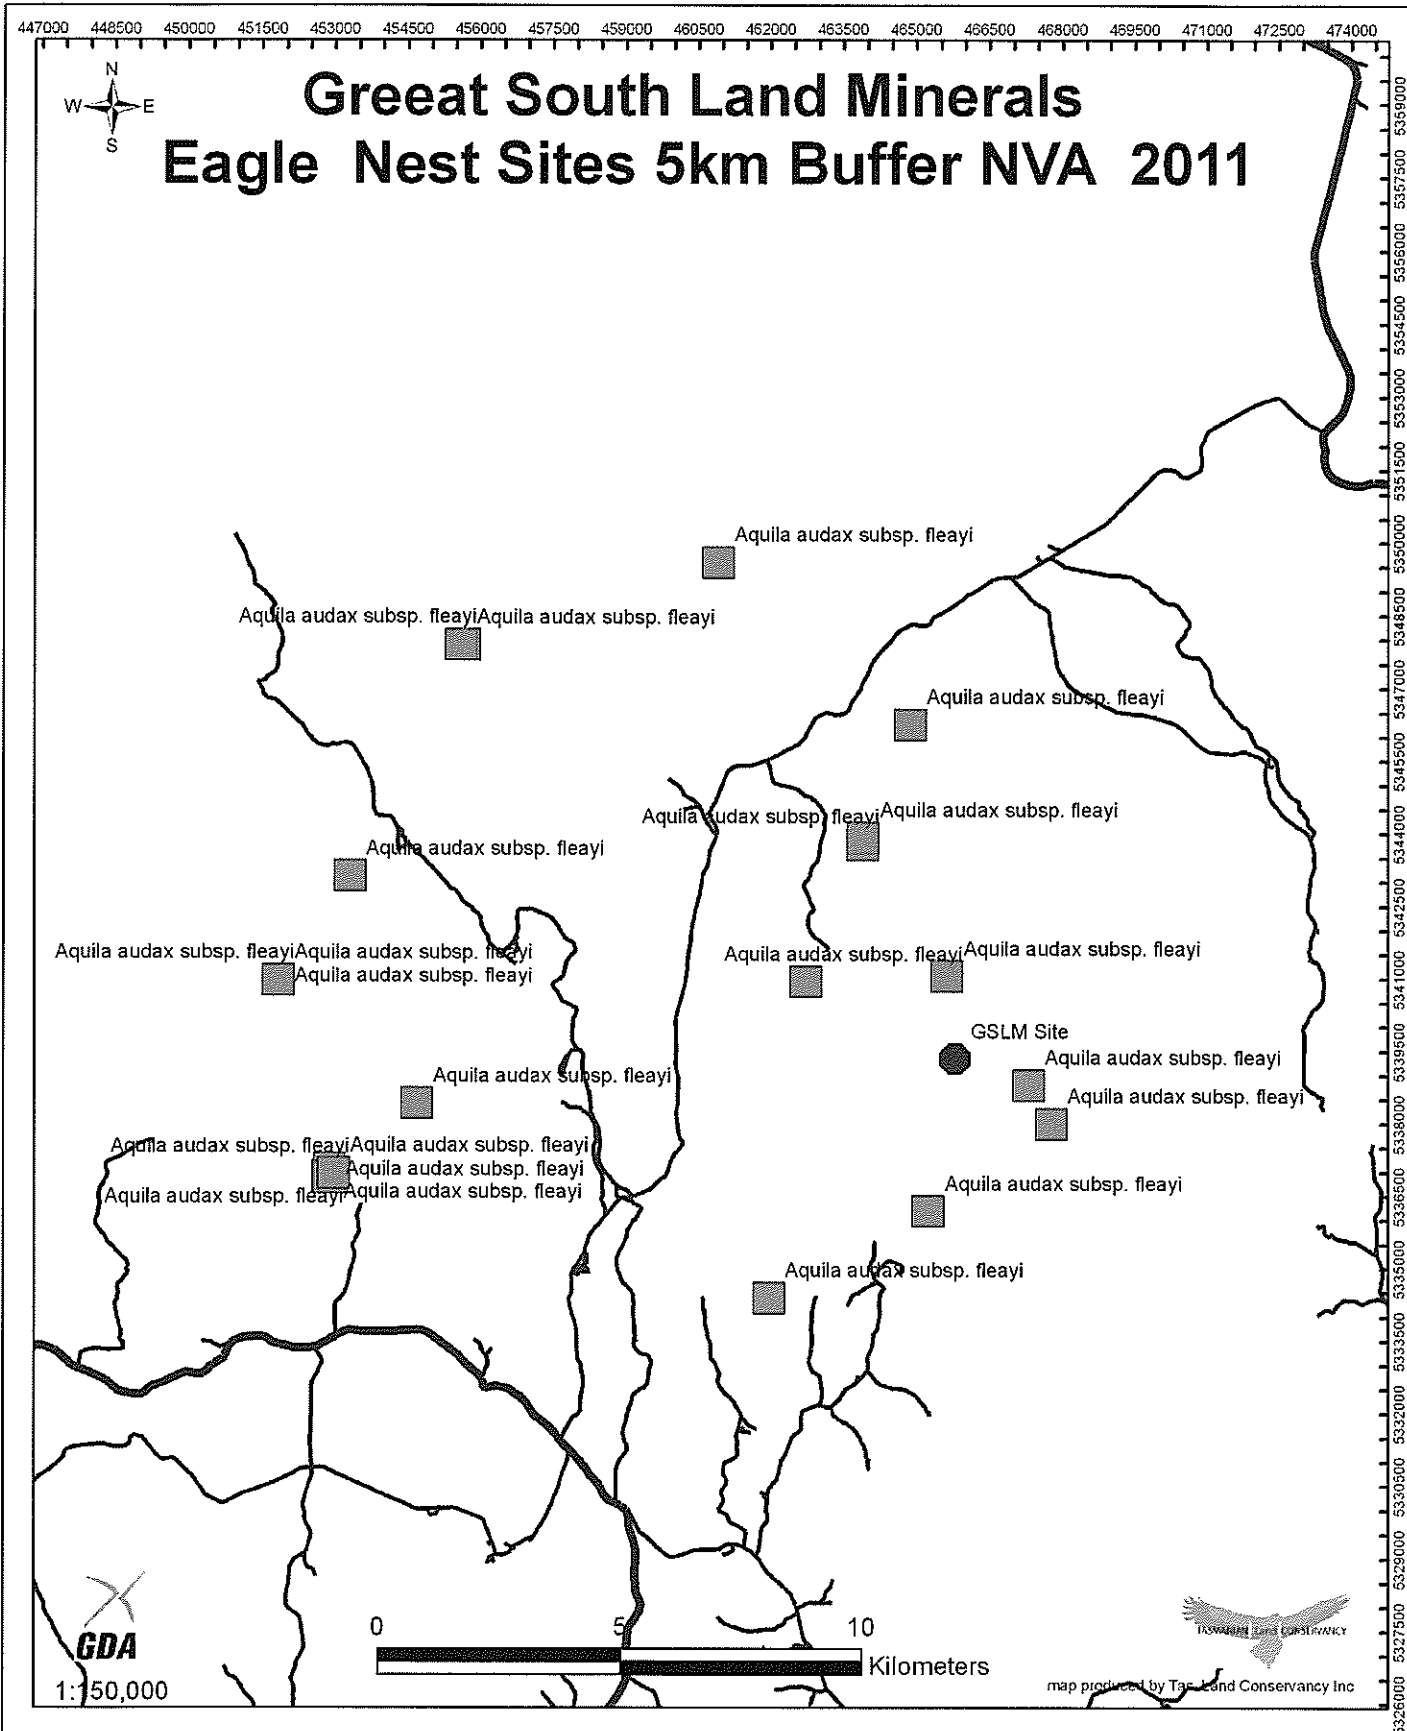 447000 448500 450000 451500 453000 454500 456000 457500 459000 460500 462000 463500 465000 466500 468000 469500 471000 472500 474000
N
W E
S
Greeat South Land Minerals
Eagle Nest Sites 5km Buffer NVA 2011
5359000
5357500
5356000
5354500
5353000
5351500
5350000
5348500
5347000
5345500
5344000
5342500
5341000
5339500
5338000
5336500
5335000
5333500
5332000
5330500
5329000
5327500
5326000
Aquila audax subsp. fleayi
Aquila audax subsp. fleayiAquila audax subsp. fleayi
Aquila audax subsp. fleayi
Aquila audax subsp. fleayiAquila audax subsp. fleayi
Aquila audax subsp. fleayi
Aquila audax subsp. fleayiAquila audax subsp. fleayi
Aquila audax subsp. fleayi
Aquila audax subsp. fleayiAquila audax subsp. fleayi
GSLM Site
Aquila audax subsp. fleayi
Aquila audax subsp. fleayi
Aquila audax subsp. fleayi
Aquila audax subsp. fleayiAquila audax subsp. fleayi
Aquila audax subsp. fleayi
Aquila audax subsp. fleayiAquila audax subsp. fleayi
Aquila audax subsp. fleayi
Aquila audax subsp. fleayi
GDA
1:150,000
0 5 10
Kilometers
TASMANIAN Land CONSERVANCY
map produced by Tas. Land Conservancy Inc